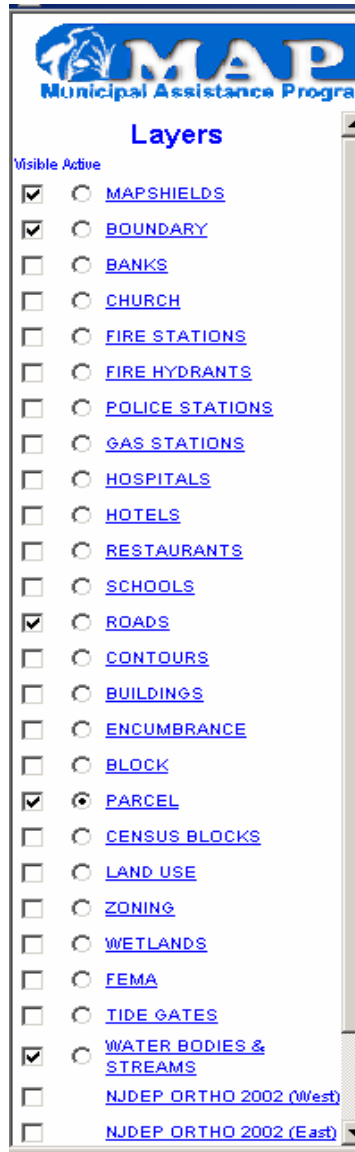 MAP
Municipal Assistance Progra
Layers
Visible Active
MAPSHIELDS
BOUNDARY
BANKS
CHURCH
FIRE STATIONS
FIRE HYDRANTS
POLICE STATIONS
GAS STATIONS
HOSPITALS
HOTELS
RESTAURANTS
SCHOOLS
ROADS
CONTOURS
BUILDINGS
ENCUMBRANCE
BLOCK
PARCEL
CENSUS BLOCKS
LAND USE
ZONING
WETLANDS
FEMA
TIDE GATES
WATER BODIES &
STREAMS
NJDEP ORTHO 2002 (West)
NJDEP ORTHO 2002 (East)